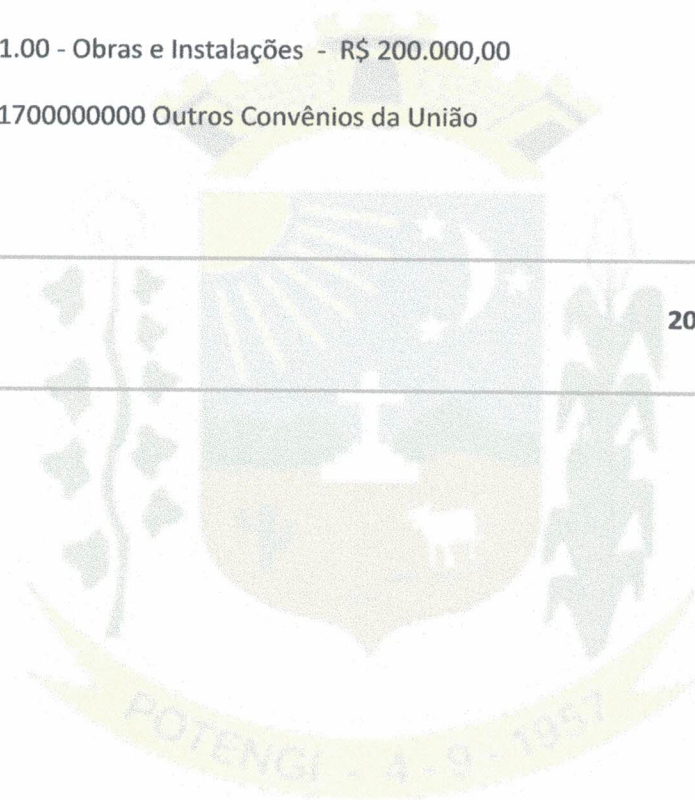 1.00 - Obras e Instalações - R$ 200.000,00
1700000000 Outros Convênios da União
20
POTENGI - 4 - 9 - 1957